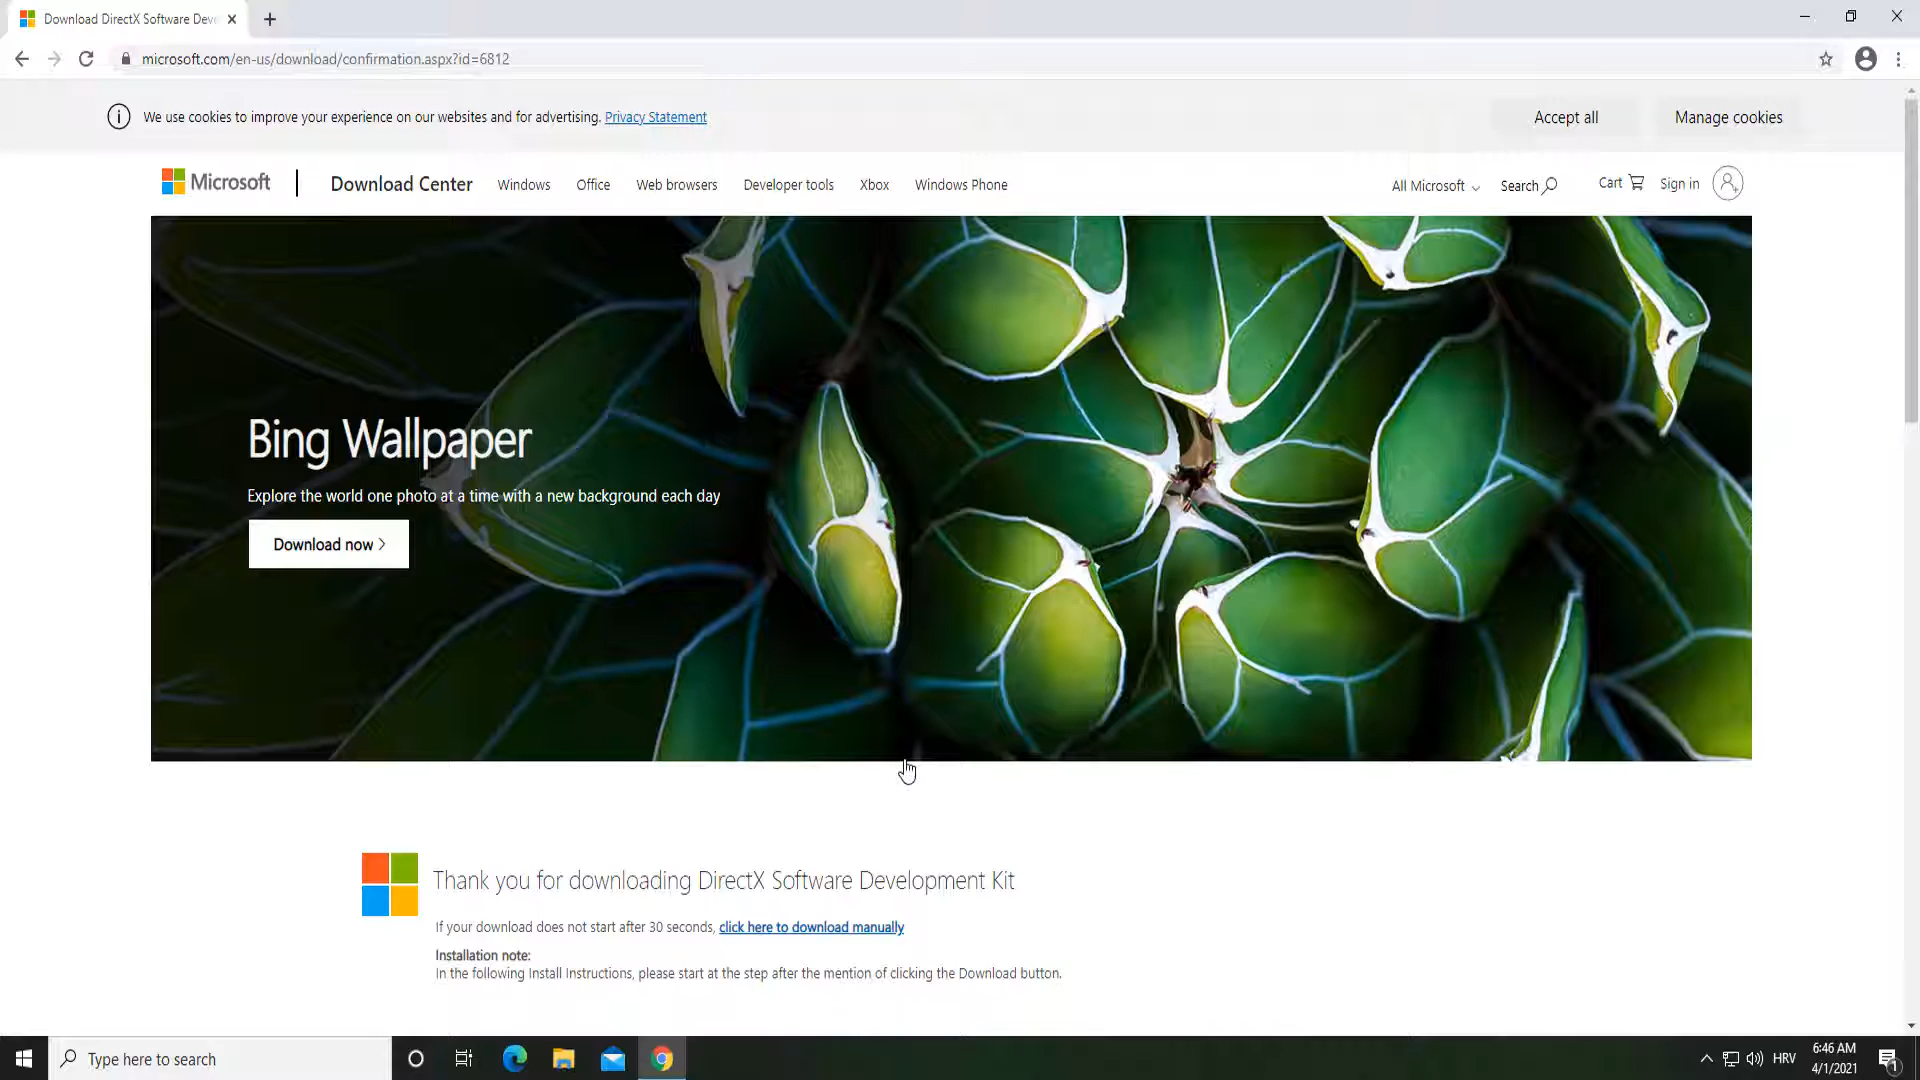 Download DirectX Software Deve
microsoft.com/en-us/download/confirmation.aspx?id=6812
We use cookies to improve your experience on our websites and for advertising. Privacy Statement
Accept all
Manage cookies
Microsoft
Download Center
Windows
Office
Web browsers
Developer tools
Xbox
Windows Phone
All Microsoft
Search
Cart
Sign in
Bing Wallpaper
Explore the world one photo at a time with a new background each day
Download now
Thank you for downloading DirectX Software Development Kit
If your download does not start after 30 seconds, click here to download manually
Installation note:
In the following Install Instructions, please start at the step after the mention of clicking the Download button.
Type here to search
HRV
6:46 AM
4/1/2021
1